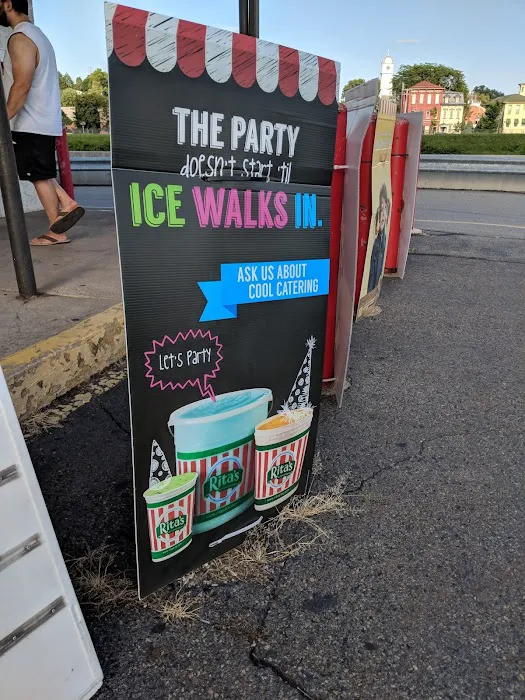 THE PARTY
doesn't start 'til
ICE WALKS IN.
ASK US ABOUT
COOL CATERING
Let's Party
Rita's
Rita's
Rita's